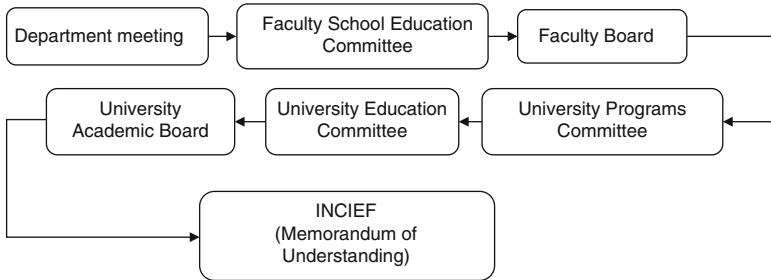 Department meeting
Faculty School Education
Committee
Faculty Board
University Programs
Committee
University Education
Committee
University
Academic Board
INCIEF
(Memorandum of
Understanding)